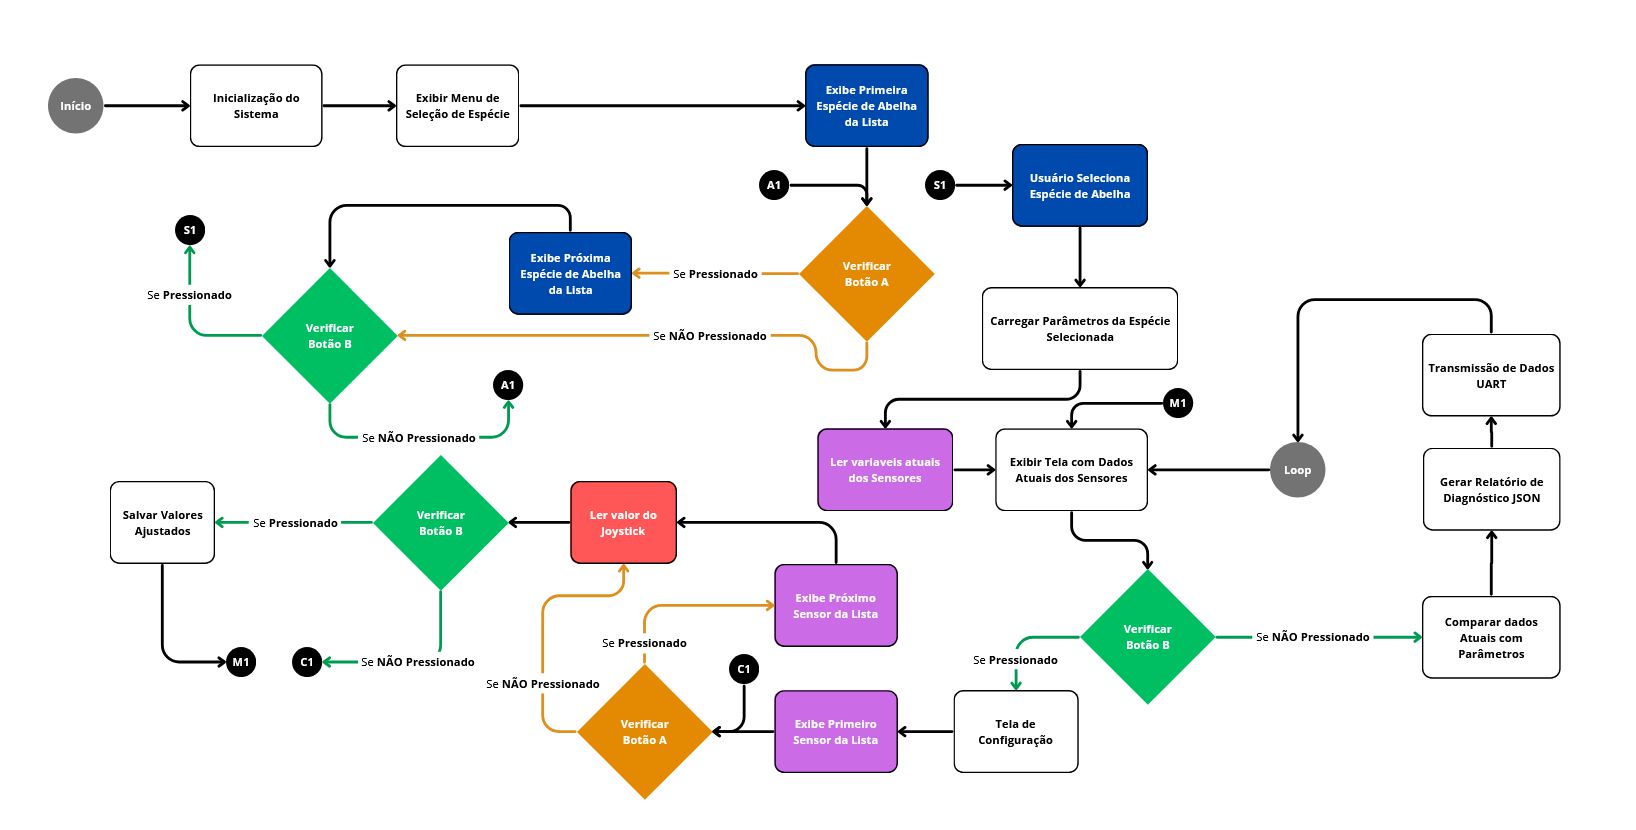 Início
Inicialização do
Sistema
Exibir Menu de
Seleção de Espécie
Exibe Primeira
Espécie de Abelha
da Lista
A1
S1
Usuário Seleciona
Espécie de Abelha
S1
Se Pressionado
Verificar
Botão B
Exibe Próxima
Espécie de Abelha
da Lista
Se Pressionado
Verificar
Botão A
Se NÃO Pressionado
Carregar Parâmetros da Espécie
Selecionada
A1
Se NÃO Pressionado
M1
Transmissão de Dados
UART
Ler variaveis atuais
dos Sensores
Exibir Tela com Dados
Atuais dos Sensores
Loop
Gerar Relatório de
Diagnóstico JSON
Salvar Valores
Ajustados
Se Pressionado
Verificar
Botão B
Ler valor do
Joystick
Exibe Próximo
Sensor da Lista
Se Pressionado
Se NÃO Pressionado
Verificar
Botão B
Se NÃO Pressionado
Comparar dados
Atuais com
Parâmetros
Se Pressionado
M1
C1
Se NÃO Pressionado
C1
Verificar
Botão A
Exibe Primeiro
Sensor da Lista
Tela de
Configuração